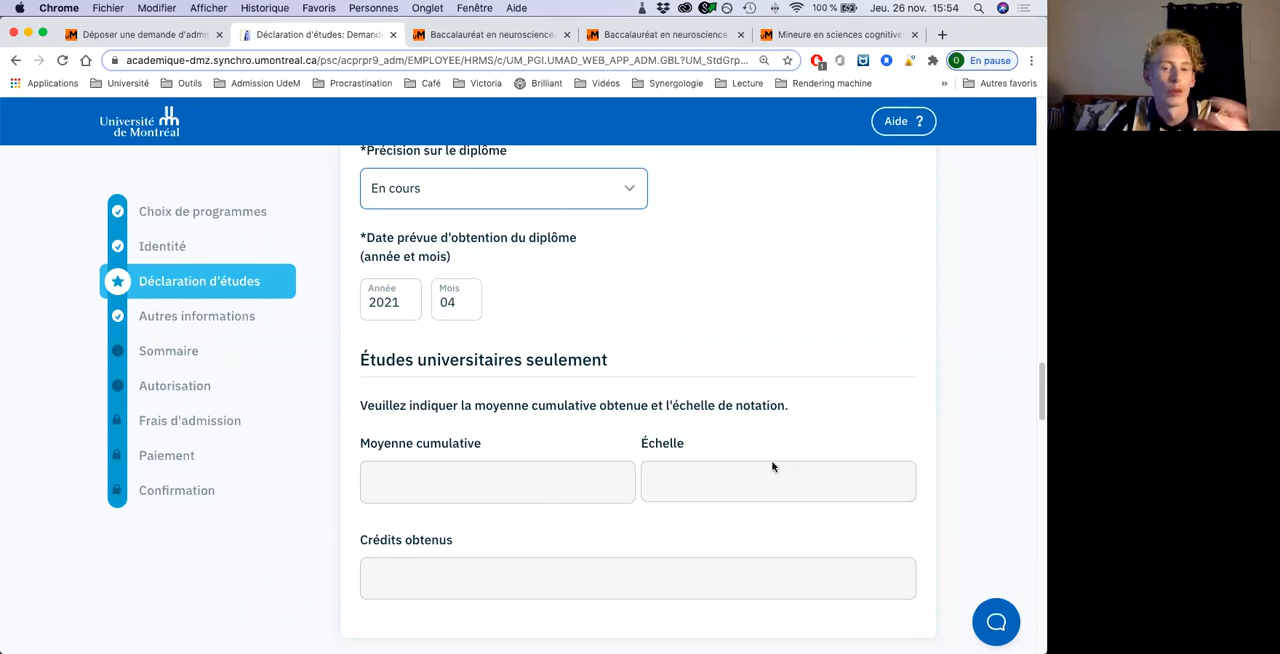 Chrome Fichier Modifier Afficher Historique Favoris Personnes Onglet Fenêtre Aide 100 % Jeu. 26 nov. 15:54
Déposer une demande d'admis Déclaration d'études: Deman Baccalauréat en neuroscience Baccalauréat en neuroscience Mineure en sciences cognitive
academique-dmz.synchro.umontreal.ca/psc/acprpr9_adm/EMPLOYEE/HRMS/c/UM_PGI.UMAD_WEB_APP_ADM.GBL?UM_StdGrp... O En pause
Applications Université Outils Admission UdeM Procrastination Café Victoria Brilliant Vidéos Synergologie Lecture Rendering machine » Autres favoris
Université
de Montréal
Aide ?
*Précision sur le diplôme
En cours
*Date prévue d'obtention du diplôme
(année et mois)
Année
2021
Mois
04
Choix de programmes
Identité
Déclaration d'études
Autres informations
Sommaire
Autorisation
Frais d'admission
Paiement
Confirmation
Études universitaires seulement
Veuillez indiquer la moyenne cumulative obtenue et l'échelle de notation.
Moyenne cumulative
Échelle
Crédits obtenus